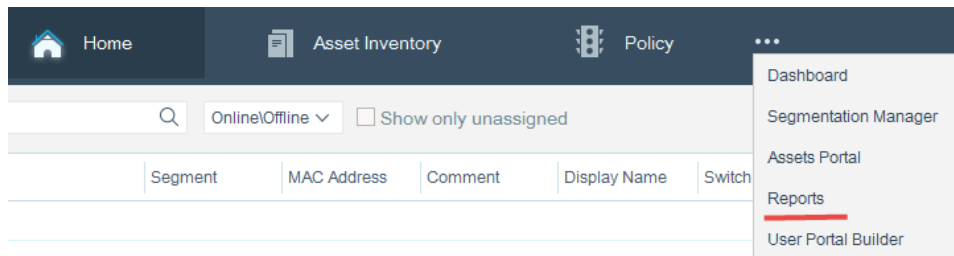 Home Asset Inventory Policy •••
Dashboard
Online\Offline Show only unassigned
Segmentation Manager
Assets Portal
Segment MAC Address Comment Display Name Switch
Reports
User Portal Builder